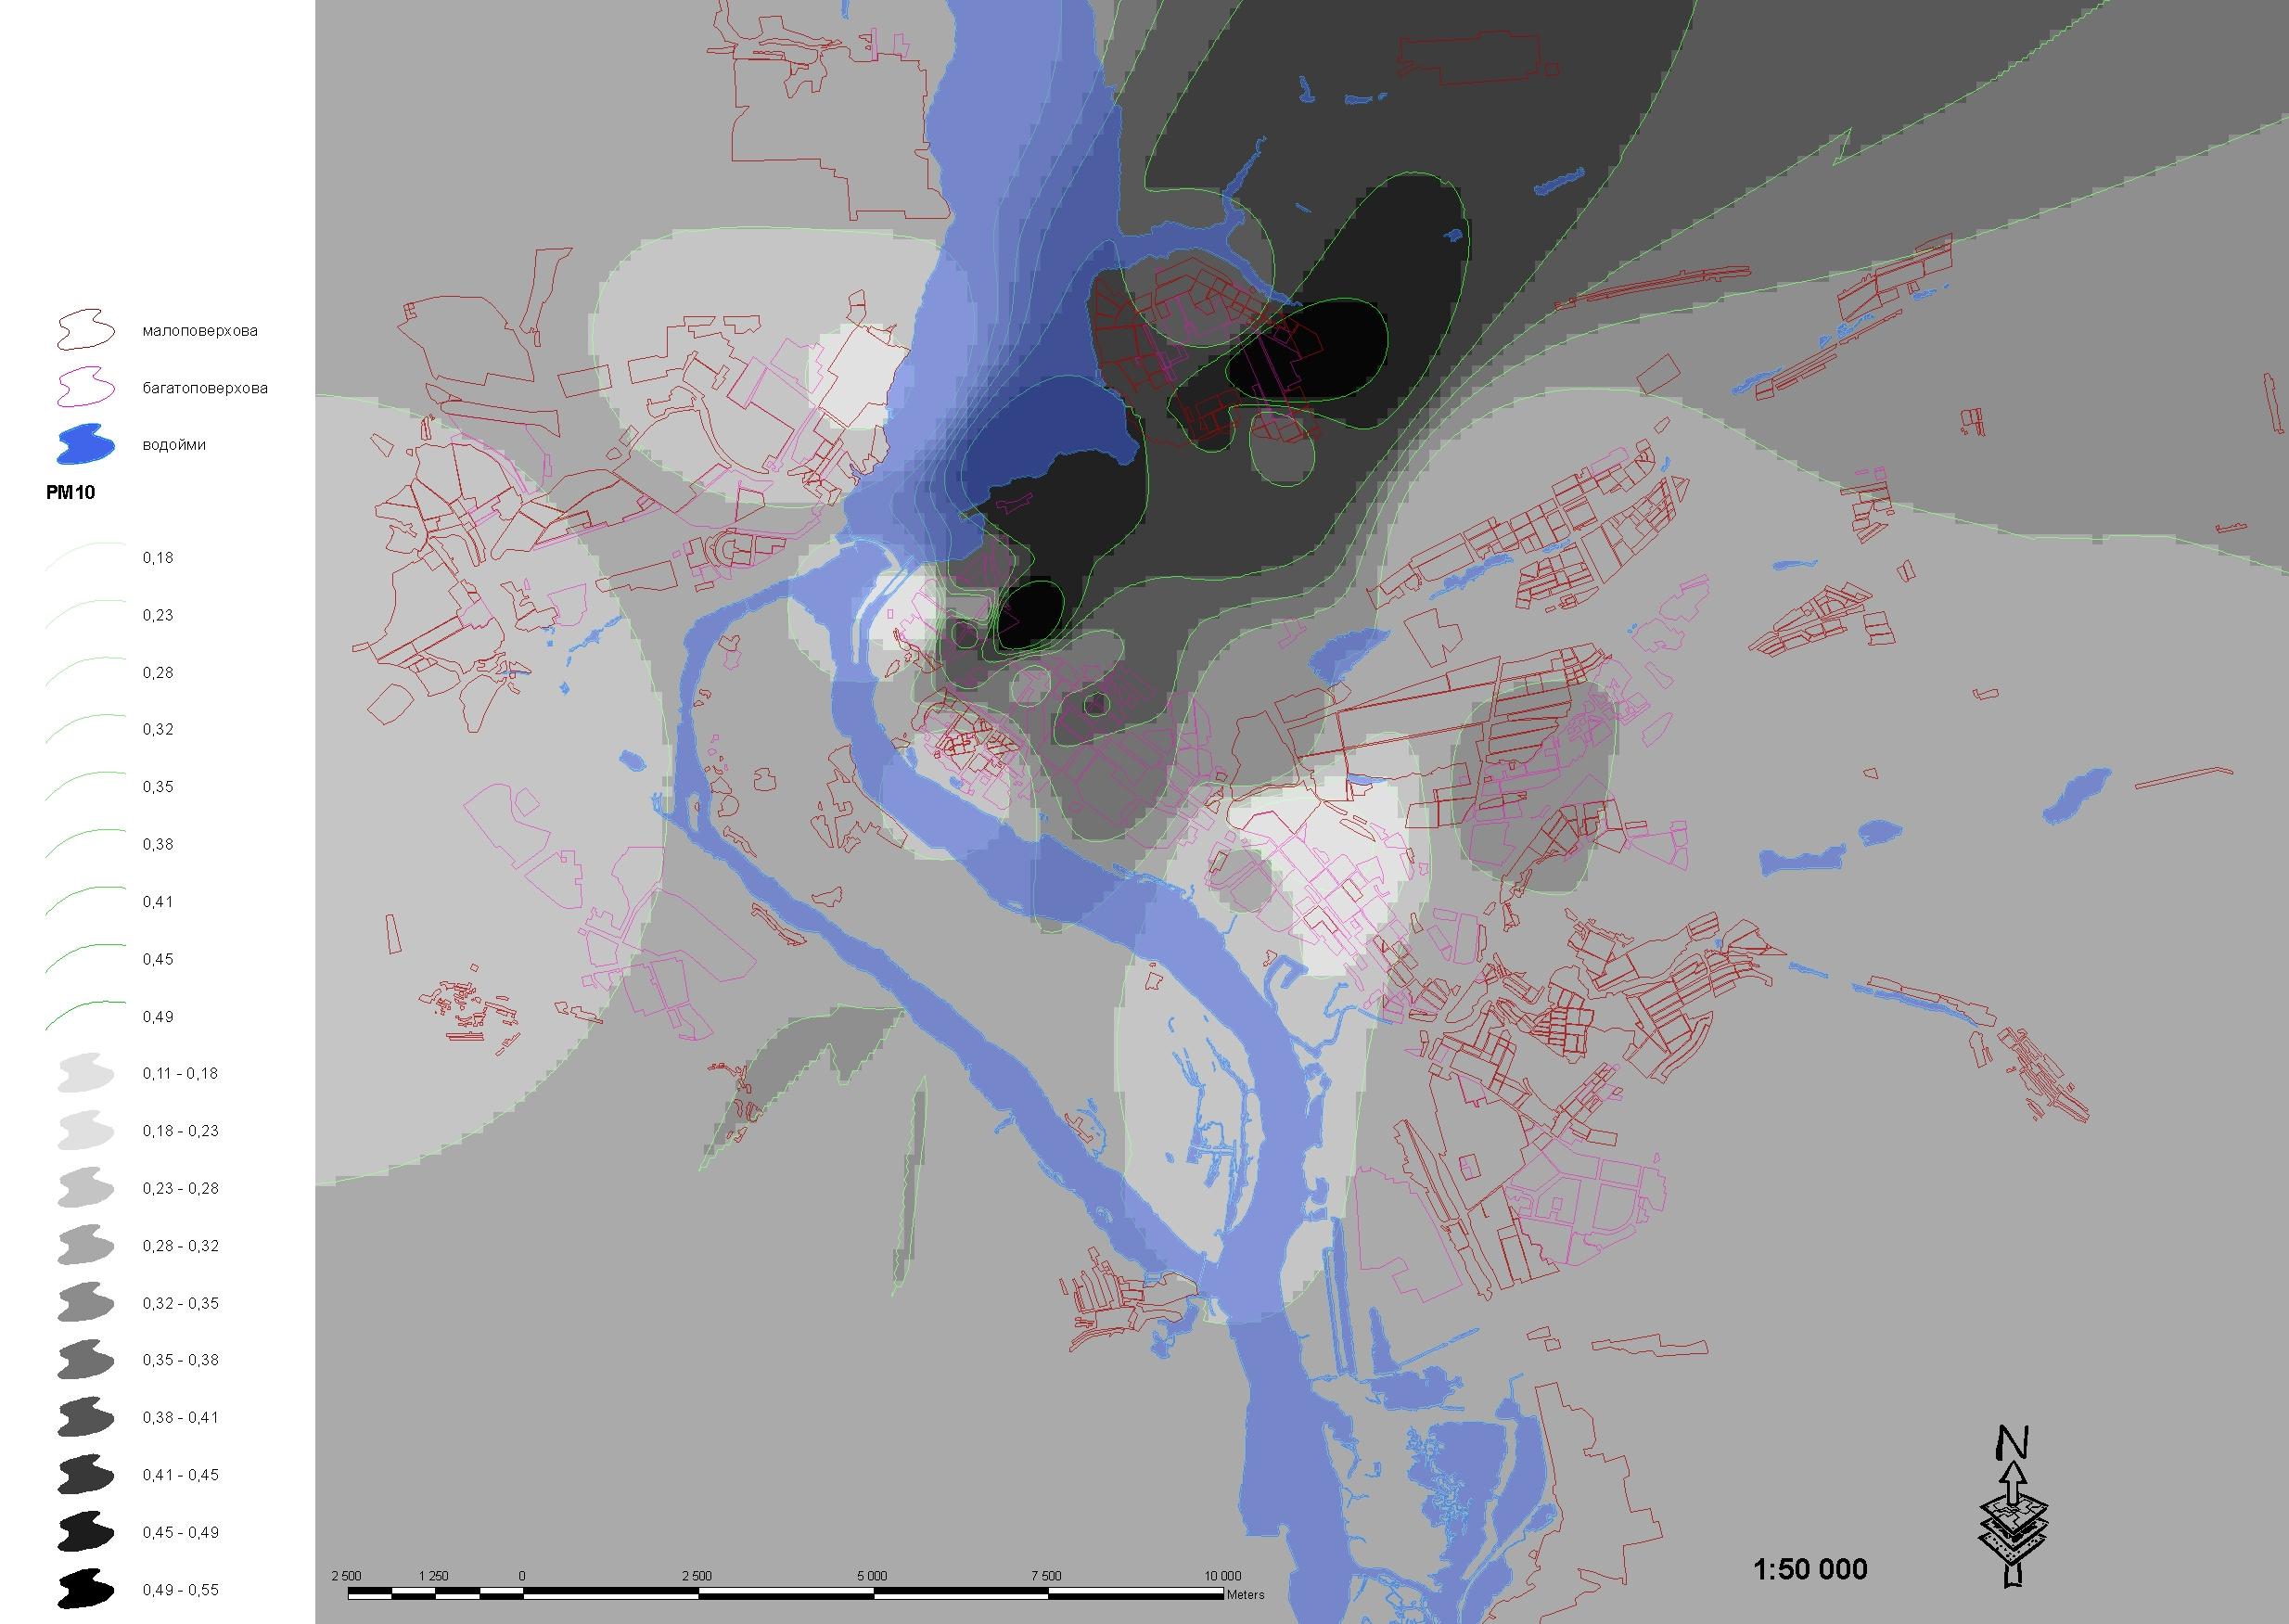 малоповерхова
багатоповерхова
водойми
PM10
0,18
0,23
0,28
0,32
0,35
0,38
0,41
0,45
0,49
0,11 - 0,18
0,18 - 0,23
0,23 - 0,28
0,28 - 0,32
0,32 - 0,35
0,35 - 0,38
0,38 - 0,41
0,41 - 0,45
0,45 - 0,49
0,49 - 0,55
2 500 1 250 0 2 500 5 000 7 500 10 000
Meters
1:50 000
N